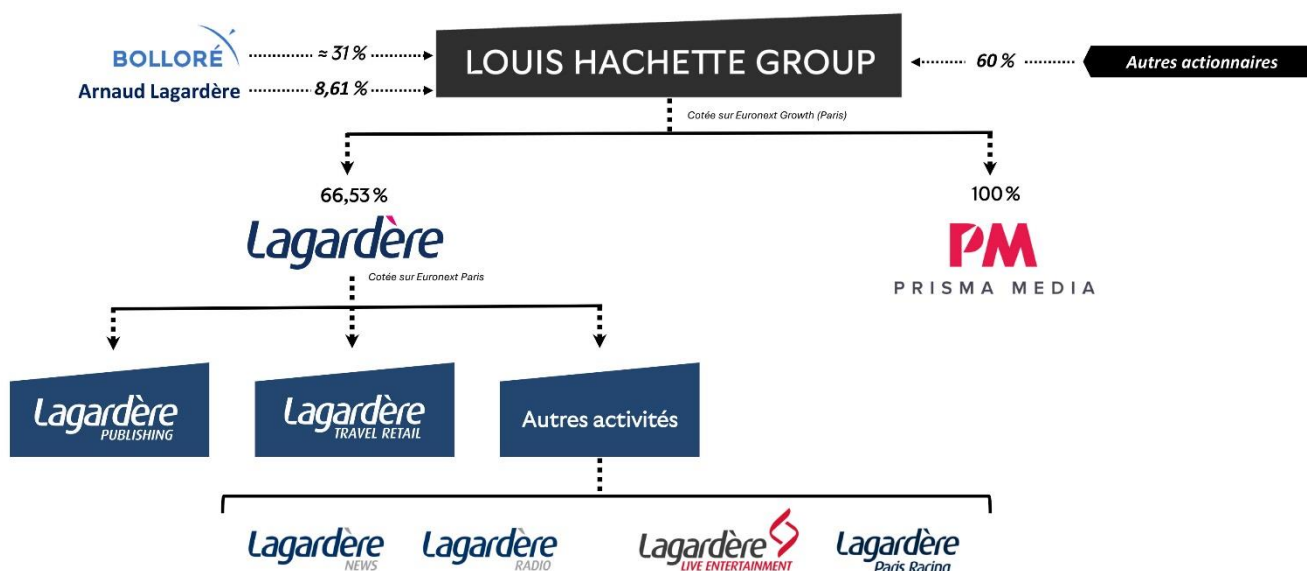 BOLLORÉ
≈ 31 %
LOUIS HACHETTE GROUP
60 %
Autres actionnaires
Arnaud Lagardère
8,61 %
Cotée sur Euronext Growth (Paris)
66,53 %
100 %
Lagardère
PM
PRISMA MEDIA
Cotée sur Euronext Paris
Lagardère
PUBLISHING
Lagardère
TRAVEL RETAIL
Autres activités
Lagardère
NEWS
Lagardère
RADIO
Lagardère
LIVE ENTERTAINMENT
Lagardère
Paris Racing